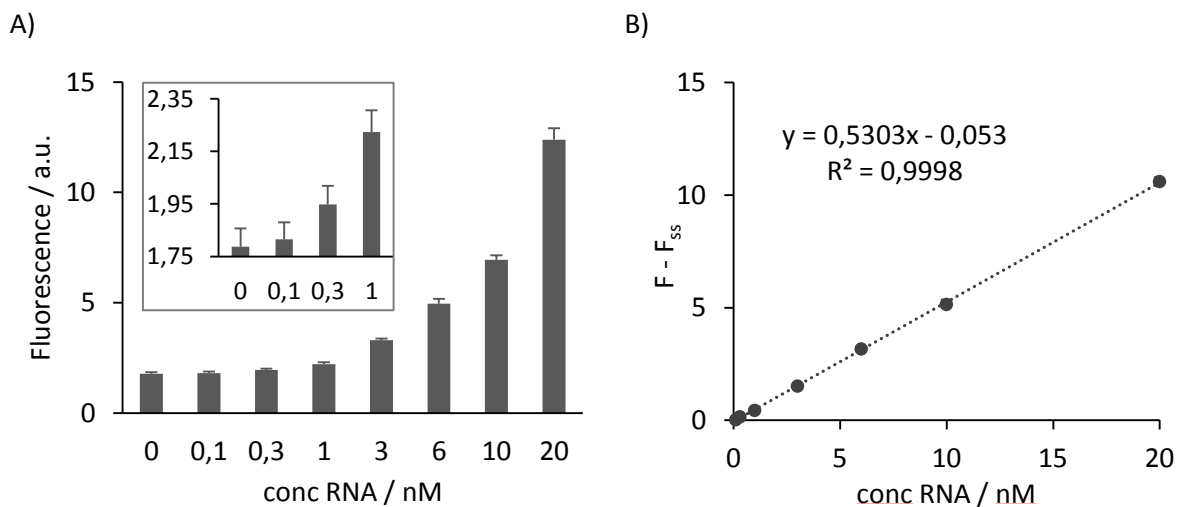 A)
Fluorescence / a.u.
15
10
5
0
2,35
2,15
1,95
1,75
0 0,1 0,3 1
0 0,1 0,3 1 3 6 10 20
conc RNA / nM
B)
F - Fss
15
10
5
0
y = 0,5303x - 0,053
R² = 0,9998
0 5 10 15 20
conc RNA / nM